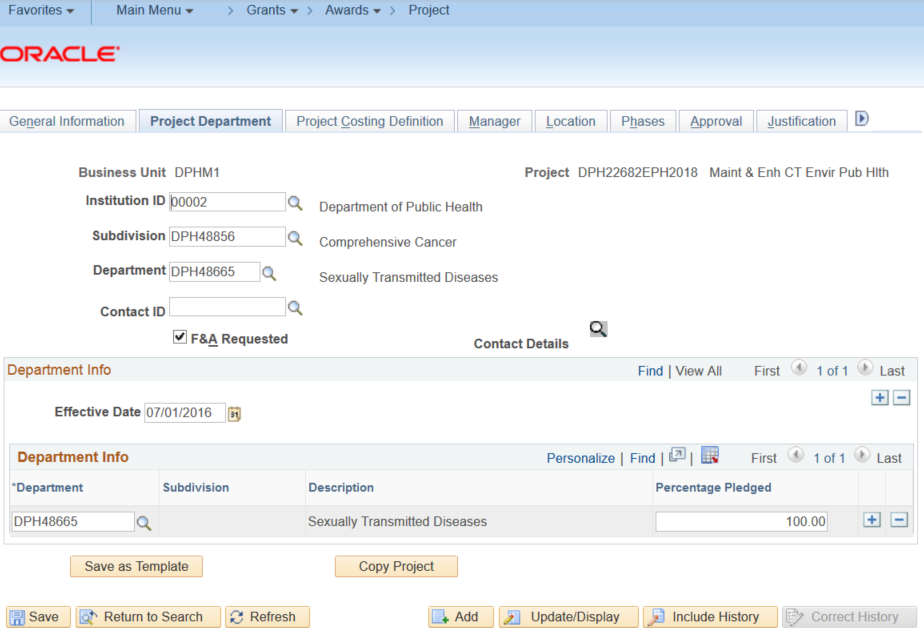 Favorites Main Menu > Grants > Awards > Project
ORACLE
General Information Project Department Project Costing Definition Manager Location Phases Approval Justification
Business Unit DPHM1 Project DPH22682EPH2018 Maint & Enh CT Envir Pub Hlth
Institution ID 00002 Department of Public Health
Subdivision DPH48856 Comprehensive Cancer
Department DPH48665 Sexually Transmitted Diseases
Contact ID
F&A Requested Contact Details
Department Info Find | View All First 1 of 1 Last
Effective Date 07/01/2016 31
Department Info Personalize | Find | | First 1 of 1 Last
*Department Subdivision Description Percentage Pledged
DPH48665 Sexually Transmitted Diseases 100.00
Save as Template Copy Project
Save Return to Search Refresh Add Update/Display Include History Correct History